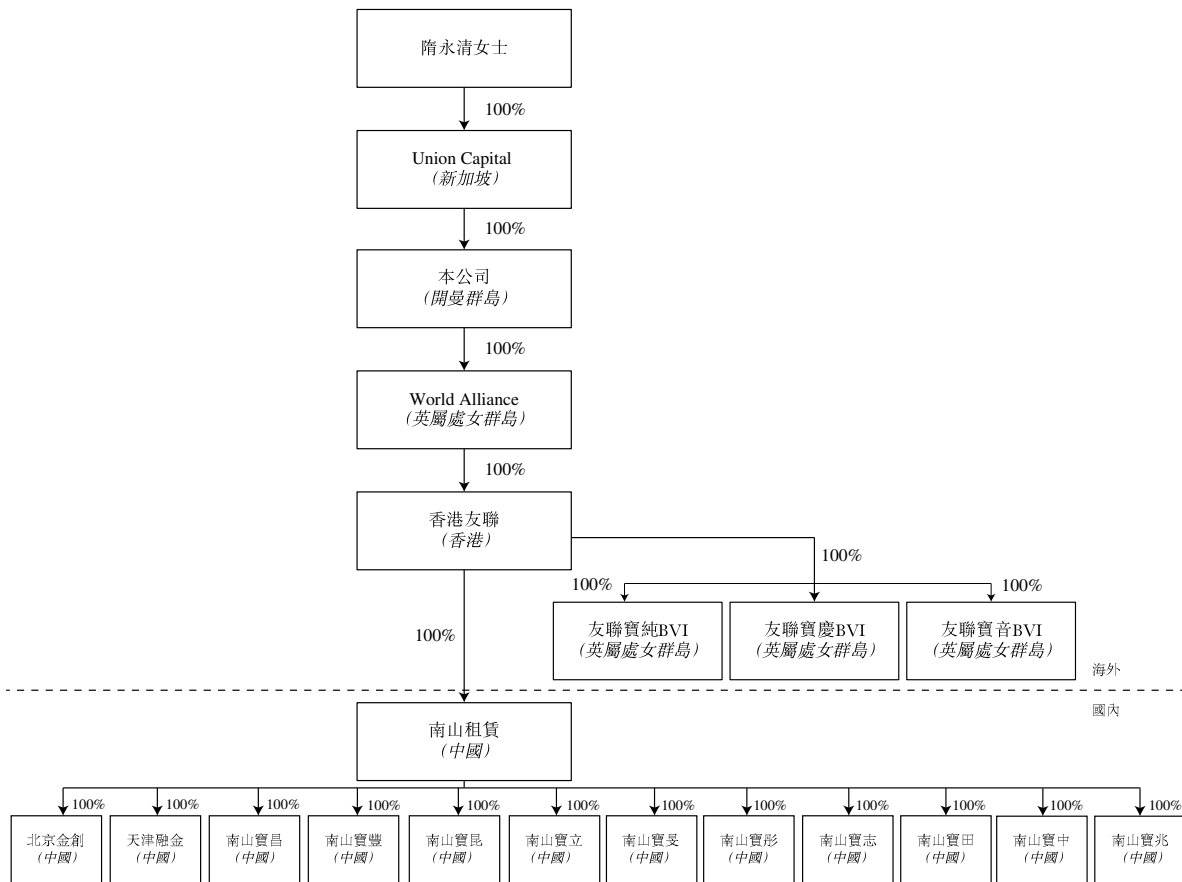 隋永清女士
100%
Union Capital
(新加坡)
100%
本公司
(開曼群島)
100%
World Alliance
(英屬處女群島)
100%
香港友聯
(香港)
100%
100%
100%
100%
友聯寶純BVI
(英屬處女群島)
友聯寶慶BVI
(英屬處女群島)
友聯寶音BVI
(英屬處女群島)
海外
國內
南山租賃
(中國)
100%
100%
100%
100%
100%
100%
100%
100%
100%
100%
100%
100%
北京金創
(中國)
天津融金
(中國)
南山寶昌
(中國)
南山寶豐
(中國)
南山寶昆
(中國)
南山寶立
(中國)
南山寶旻
(中國)
南山寶彤
(中國)
南山寶志
(中國)
南山寶田
(中國)
南山寶中
(中國)
南山寶兆
(中國)